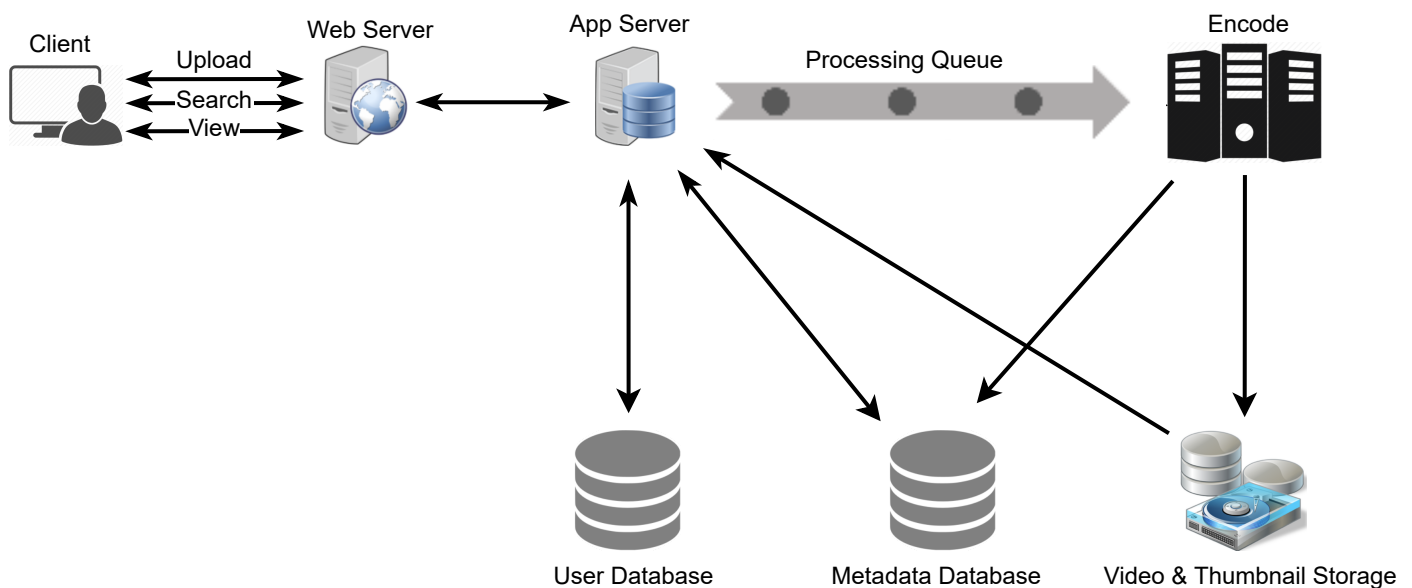 Client
Upload
Search
View
Web Server
App Server
Processing Queue
Encode
User Database
Metadata Database
Video & Thumbnail Storage